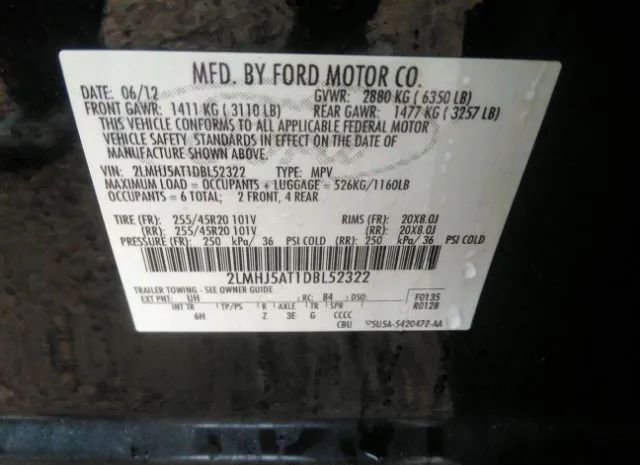 MFD. BY FORD MOTOR CO.
DATE: 06/12 GVWR: 2880 KG ( 6350 LB)
FRONT GAWR: 1411 KG ( 3110 LB) REAR GAWR: 1477 KG ( 3257 LB)
THIS VEHICLE CONFORMS TO ALL APPLICABLE FEDERAL MOTOR
VEHICLE SAFETY STANDARDS IN EFFECT ON THE DATE OF
MANUFACTURE SHOWN ABOVE.
VIN: 2LMHJ5AT1DBL52322 TYPE: MPV
MAXIMUM LOAD = OCCUPANTS + LUGGAGE = 526KG/1160LB
OCCUPANTS = 6 TOTAL; 2 FRONT, 4 REAR
TIRE (FR): 255/45R20 101V RIMS (FR): 20X8.0J
(RR): 255/45R20 101V (RR): 20X8.0J
PRESSURE (FR): 250 kPa/ 36 PSI COLD (RR): 250 kPa/ 36 PSI COLD
2LMHJ5AT1DBL52322
TRAILER TOWING - SEE OWNER GUIDE
EXT PNT: UH RC: 84 DSO: F0135
R0128
INT TR TP/PS R AXLE TR SPR
6H Z 3E G CCCC
CBU 5U5A-5420472-AA